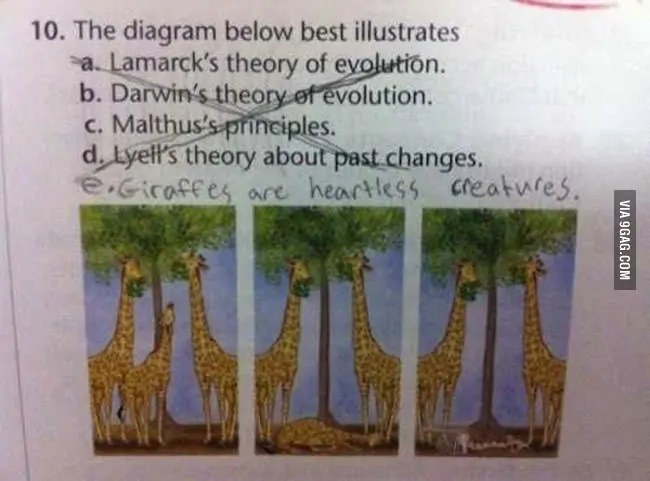 10. The diagram below best illustrates
a. Lamarck's theory of evolution.
b. Darwin's theory of evolution.
c. Malthus's principles.
d. Lyell's theory about past changes.
e. Giraffes are heartless creatures.
VIA 9GAG.COM